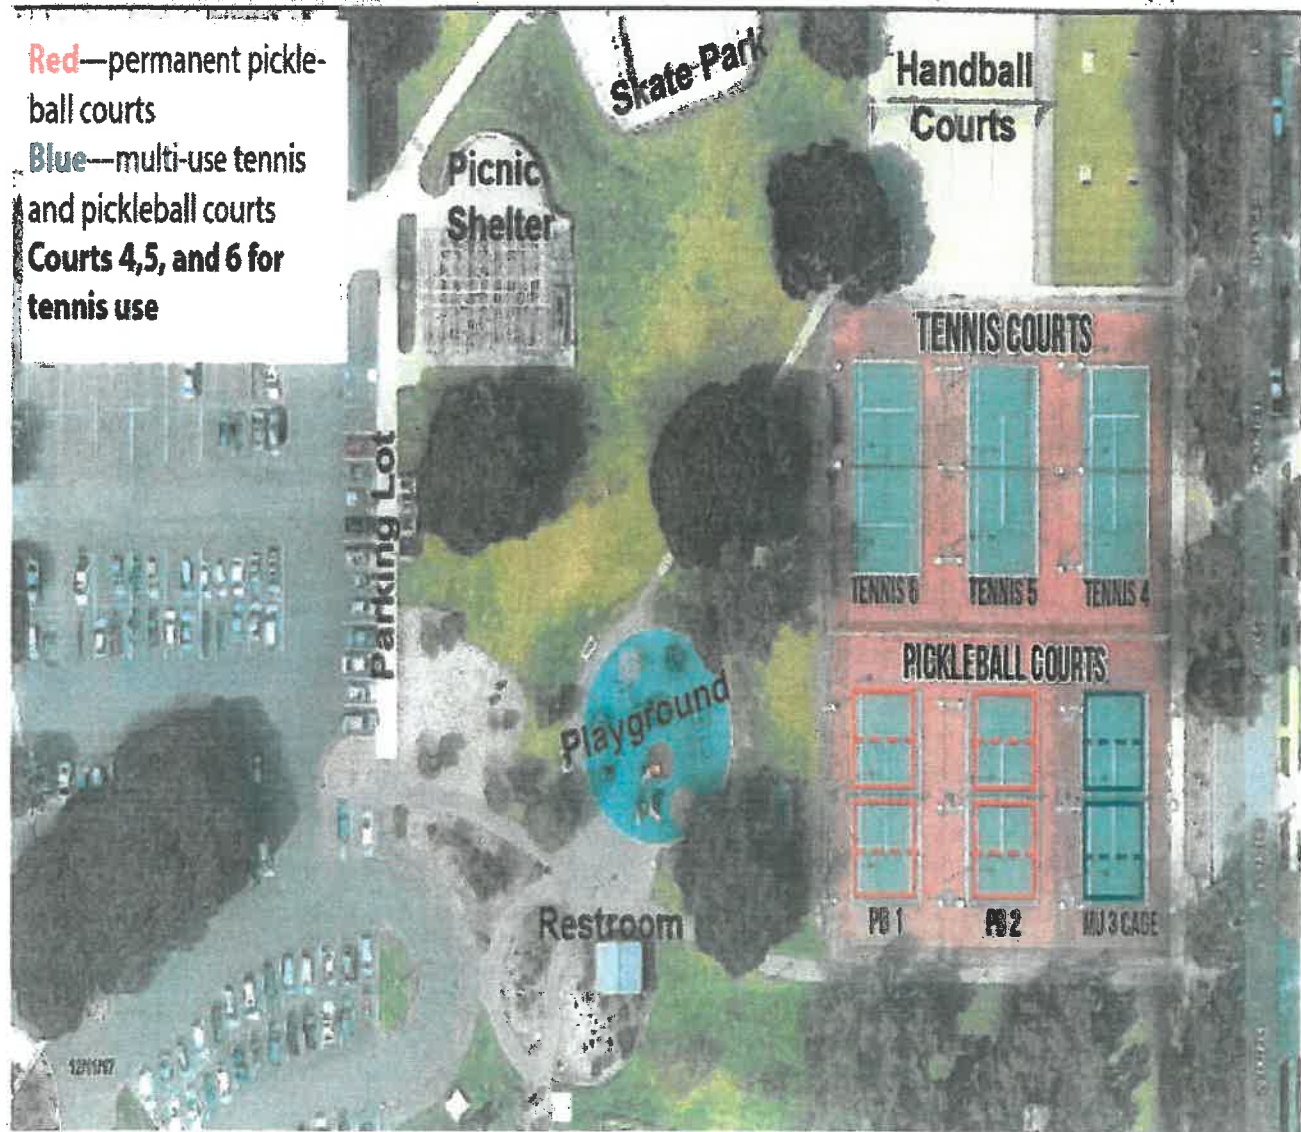 Red—permanent pickle-
ball courts
Blue—multi-use tennis
and pickleball courts
Courts 4,5, and 6 for
tennis use
Skate Park
Handball
Courts
Picnic
Shelter
TENNIS COURTS
Parking Lot
TENNIS 6
TENNIS 5
TENNIS 4
PICKLEBALL COURTS
Playground
PB 1
PB 2
MU 3 CAGE
Restroom